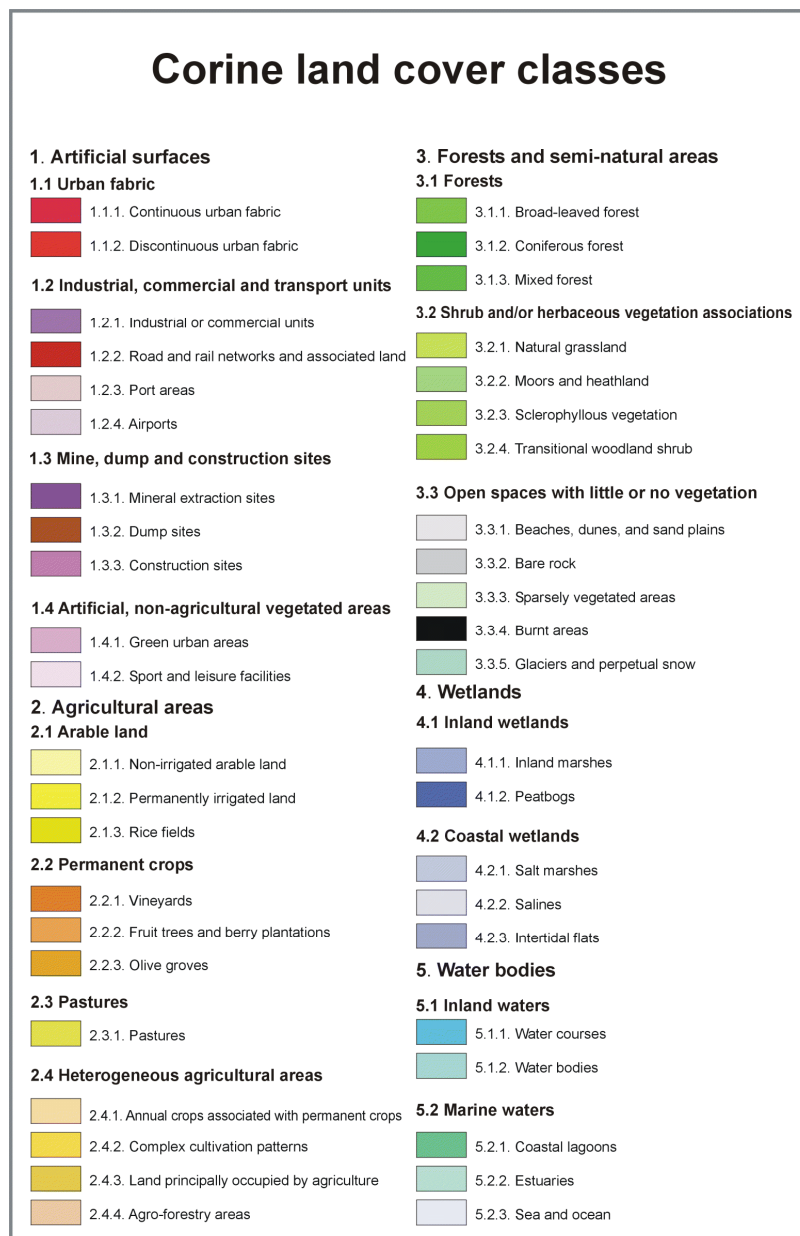 Corine land cover classes
1. Artificial surfaces
1.1 Urban fabric
1.1.1. Continuous urban fabric
1.1.2. Discontinuous urban fabric
1.2 Industrial, commercial and transport units
1.2.1. Industrial or commercial units
1.2.2. Road and rail networks and associated land
1.2.3. Port areas
1.2.4. Airports
1.3 Mine, dump and construction sites
1.3.1. Mineral extraction sites
1.3.2. Dump sites
1.3.3. Construction sites
1.4 Artificial, non-agricultural vegetated areas
1.4.1. Green urban areas
1.4.2. Sport and leisure facilities
2. Agricultural areas
2.1 Arable land
2.1.1. Non-irrigated arable land
2.1.2. Permanently irrigated land
2.1.3. Rice fields
2.2 Permanent crops
2.2.1. Vineyards
2.2.2. Fruit trees and berry plantations
2.2.3. Olive groves
2.3 Pastures
2.3.1. Pastures
2.4 Heterogeneous agricultural areas
2.4.1. Annual crops associated with permanent crops
2.4.2. Complex cultivation patterns
2.4.3. Land principally occupied by agriculture
2.4.4. Agro-forestry areas
3. Forests and semi-natural areas
3.1 Forests
3.1.1. Broad-leaved forest
3.1.2. Coniferous forest
3.1.3. Mixed forest
3.2 Shrub and/or herbaceous vegetation associations
3.2.1. Natural grassland
3.2.2. Moors and heathland
3.2.3. Sclerophyllous vegetation
3.2.4. Transitional woodland shrub
3.3 Open spaces with little or no vegetation
3.3.1. Beaches, dunes, and sand plains
3.3.2. Bare rock
3.3.3. Sparsely vegetated areas
3.3.4. Burnt areas
3.3.5. Glaciers and perpetual snow
4. Wetlands
4.1 Inland wetlands
4.1.1. Inland marshes
4.1.2. Peatbogs
4.2 Coastal wetlands
4.2.1. Salt marshes
4.2.2. Salines
4.2.3. Intertidal flats
5. Water bodies
5.1 Inland waters
5.1.1. Water courses
5.1.2. Water bodies
5.2 Marine waters
5.2.1. Coastal lagoons
5.2.2. Estuaries
5.2.3. Sea and ocean